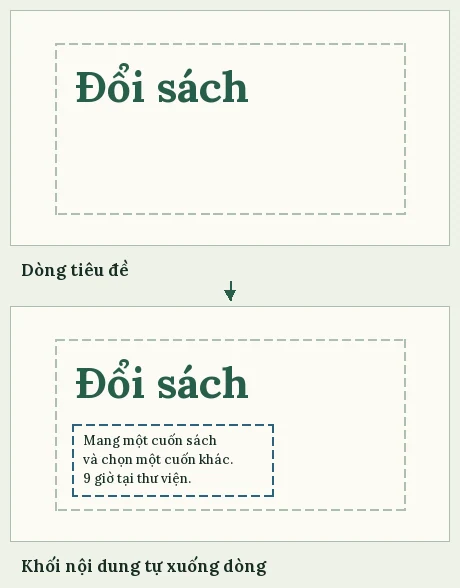 Đổi sách
Dòng tiêu đề
Đổi sách
Mang một cuốn sách
và chọn một cuốn khác.
9 giờ tại thư viện.
Khối nội dung tự xuống dòng